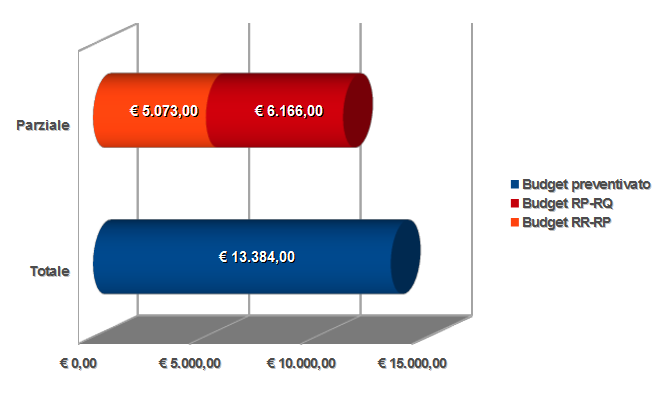 Parziale
€ 5.073,00
€ 6.166,00
Totale
€ 13.384,00
€ 0,00
€ 5.000,00
€ 10.000,00
€ 15.000,00
Budget preventivato
Budget RP-RQ
Budget RR-RP